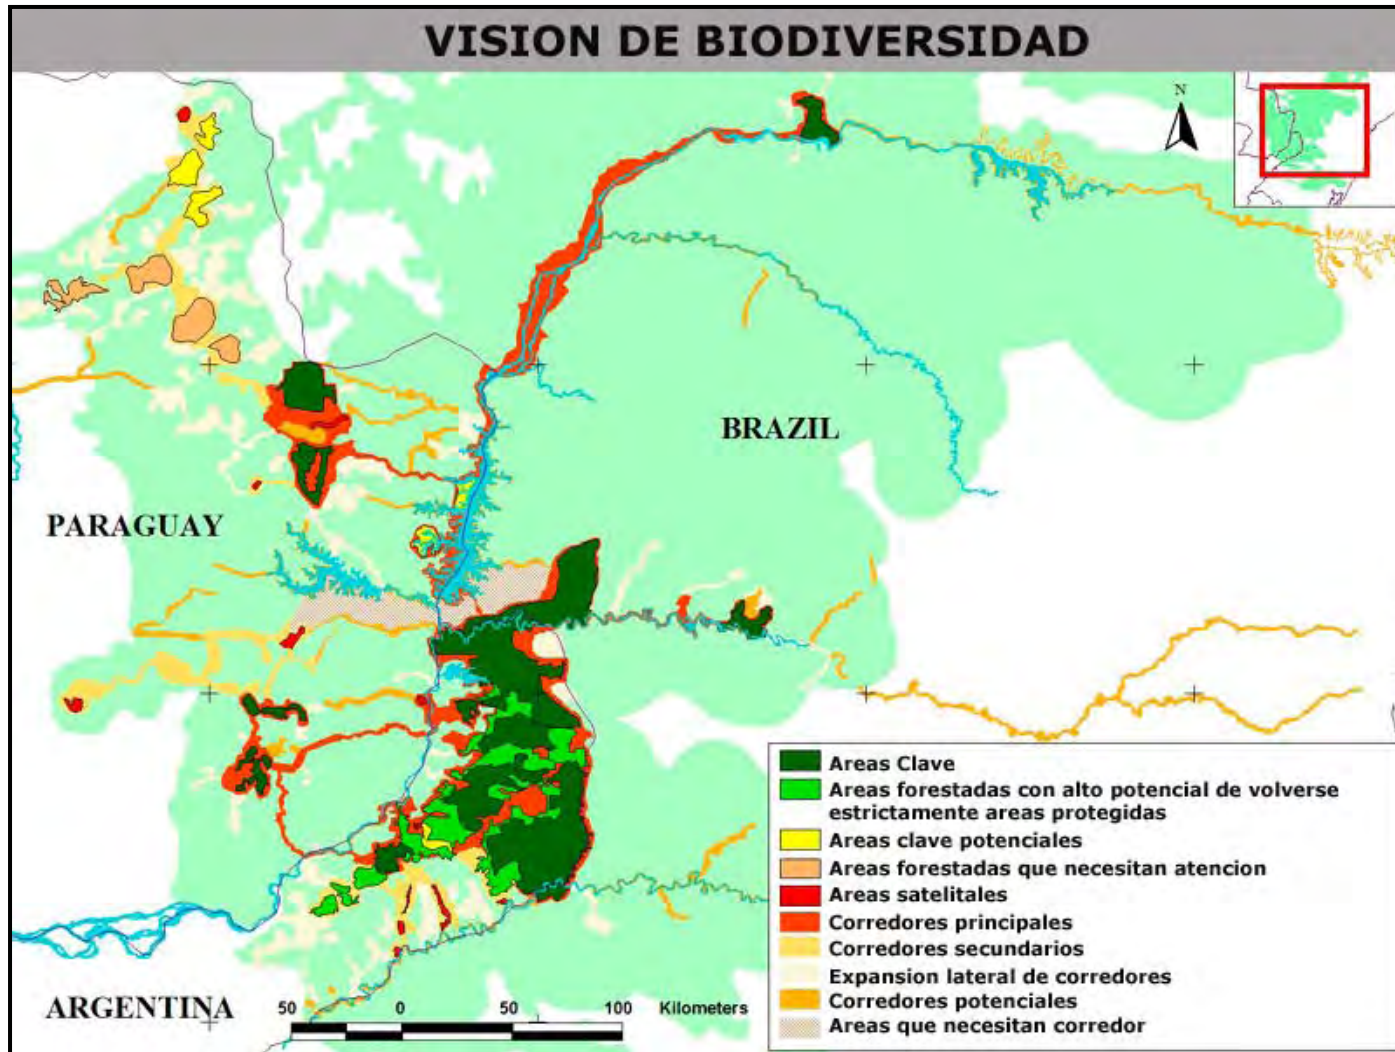 VISION DE BIODIVERSIDAD
N
BRAZIL
PARAGUAY
ARGENTINA
50 0 50 100 Kilometers
Areas Clave
Areas forestadas con alto potencial de volverse
estrictamente areas protegidas
Areas clave potenciales
Areas forestadas que necesitan atencion
Areas satelitales
Corredores principales
Corredores secundarios
Expansion lateral de corredores
Corredores potenciales
Areas que necesitan corredor